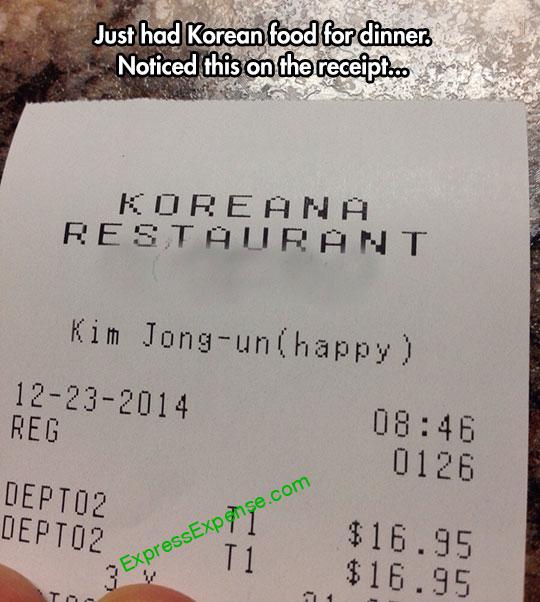 Just had Korean food for dinner.
Noticed this on the receipt...
KOREANA
RESTAURANT
Kim Jong-un(happy)
12-23-2014 08:46
REG 0126
DEPT02 T1 $16.95
DEPT02 T1 $16.95
ExpressExpense.com
3